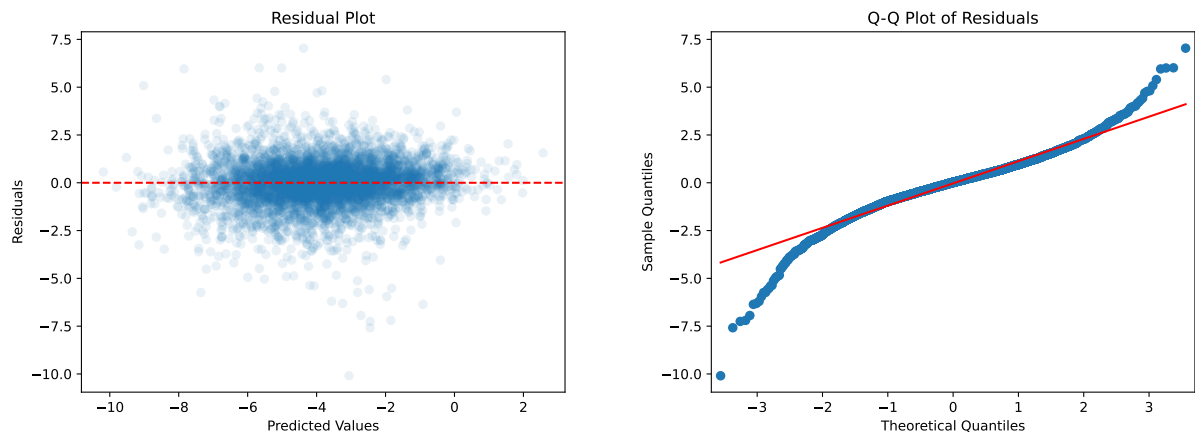 Residual Plot
7.5
5.0
2.5
0.0
−2.5
−5.0
−7.5
−10.0
Residuals
−10 −8 −6 −4 −2 0 2
Predicted Values
Q-Q Plot of Residuals
7.5
5.0
2.5
0.0
−2.5
−5.0
−7.5
−10.0
Sample Quantiles
−3 −2 −1 0 1 2 3
Theoretical Quantiles